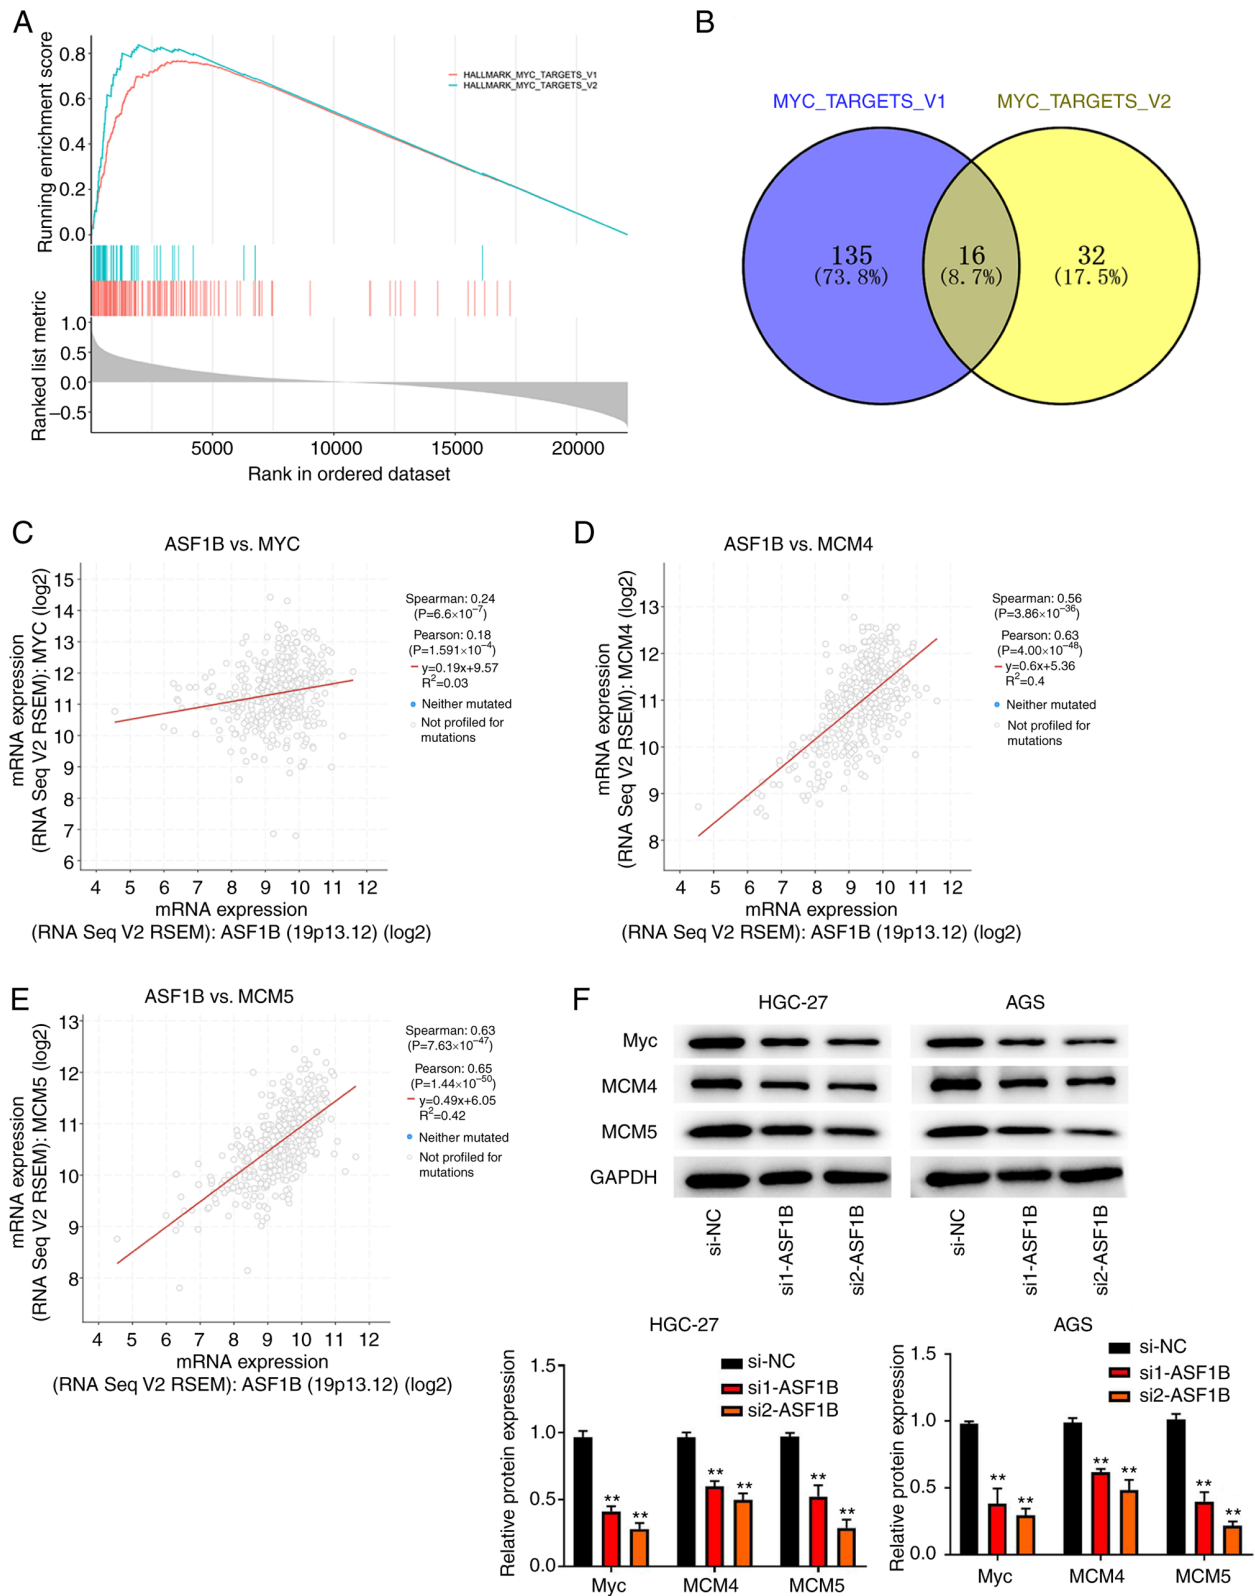 A
Running enrichment score
0.8
0.6
0.4
0.2
0.0
HALLMARK_MYC_TARGETS_V1
HALLMARK_MYC_TARGETS_V2
Ranked list metric
1.0
0.5
0.0
−0.5
5000 10000 15000 20000
Rank in ordered dataset
B
MYC_TARGETS_V1 MYC_TARGETS_V2
135 16 32
(73.8%) (8.7%) (17.5%)
C
ASF1B vs. MYC
mRNA expression
(RNA Seq V2 RSEM): MYC (log2)
15
14
13
12
11
10
9
8
7
6
4 5 6 7 8 9 10 11 12
mRNA expression
(RNA Seq V2 RSEM): ASF1B (19p13.12) (log2)
Spearman: 0.24
(P=6.6×10⁻⁷)
Pearson: 0.18
(P=1.591×10⁻⁴)
y=0.19x+9.57
R²=0.03
Neither mutated
Not profiled for
mutations
D
ASF1B vs. MCM4
mRNA expression
(RNA Seq V2 RSEM): MCM4 (log2)
13
12
11
10
9
8
4 5 6 7 8 9 10 11 12
mRNA expression
(RNA Seq V2 RSEM): ASF1B (19p13.12) (log2)
Spearman: 0.56
(P=3.86×10⁻³⁶)
Pearson: 0.63
(P=4.00×10⁻⁴⁸)
y=0.6x+5.36
R²=0.4
Neither mutated
Not profiled for
mutations
E
ASF1B vs. MCM5
mRNA expression
(RNA Seq V2 RSEM): MCM5 (log2)
13
12
11
10
9
8
4 5 6 7 8 9 10 11 12
mRNA expression
(RNA Seq V2 RSEM): ASF1B (19p13.12) (log2)
Spearman: 0.63
(P=7.63×10⁻⁴⁷)
Pearson: 0.65
(P=1.44×10⁻⁵⁰)
y=0.49x+6.05
R²=0.42
Neither mutated
Not profiled for
mutations
F
HGC-27 AGS
Myc
MCM4
MCM5
GAPDH
si-NC si1-ASF1B si2-ASF1B si-NC si1-ASF1B si2-ASF1B
HGC-27
Relative protein expression
1.5
1.0
0.5
0.0
si-NC
si1-ASF1B
si2-ASF1B
** ** ** ** ** **
Myc MCM4 MCM5
AGS
Relative protein expression
1.5
1.0
0.5
0.0
si-NC
si1-ASF1B
si2-ASF1B
** ** ** ** ** **
Myc MCM4 MCM5